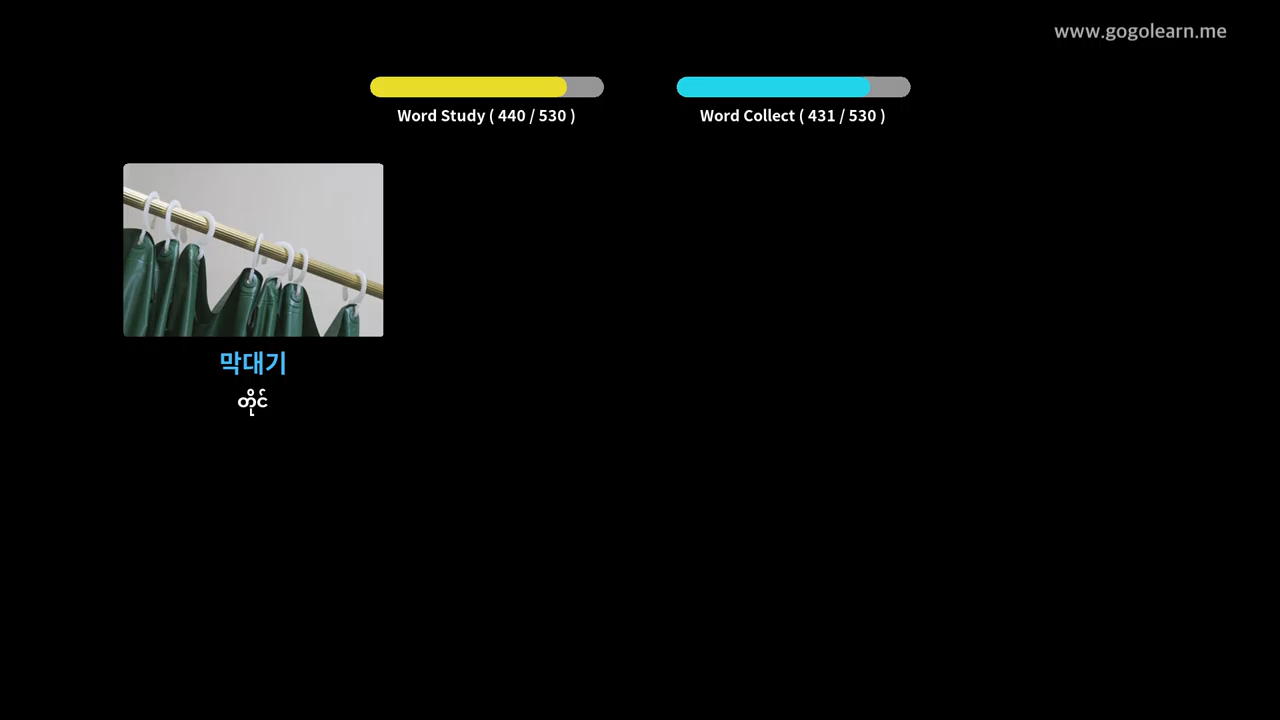 www.gogolearn.me
Word Study ( 440 / 530 )
Word Collect ( 431 / 530 )
막대기
တိုင်